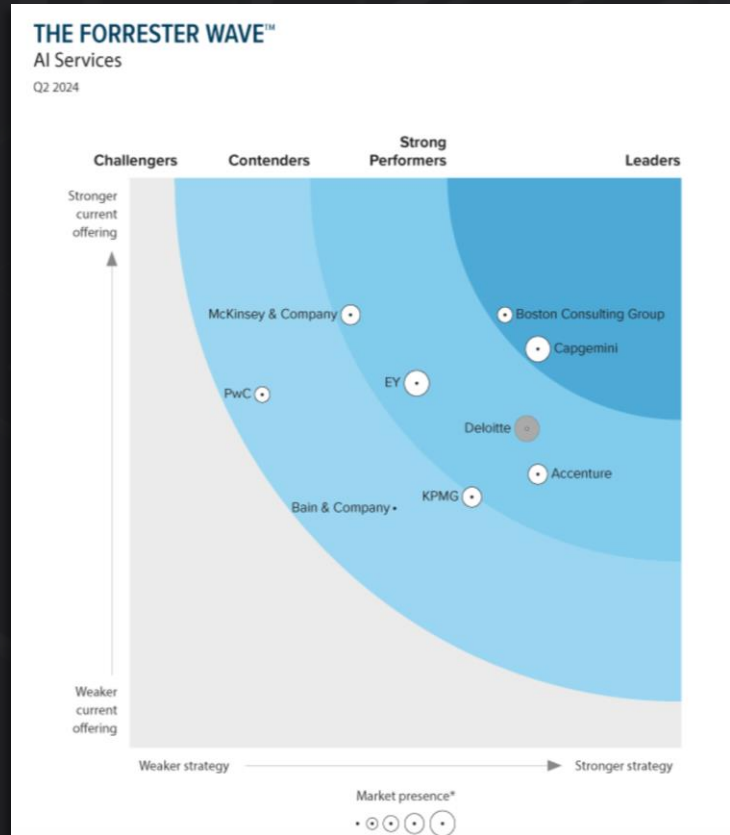 THE FORRESTER WAVE™
AI Services
Q2 2024
Challengers
Contenders
Strong
Performers
Leaders
Stronger
current
offering
McKinsey & Company
Boston Consulting Group
Capgemini
EY
PwC
Deloitte
Accenture
KPMG
Bain & Company
Weaker
current
offering
Weaker strategy
Stronger strategy
Market presence*